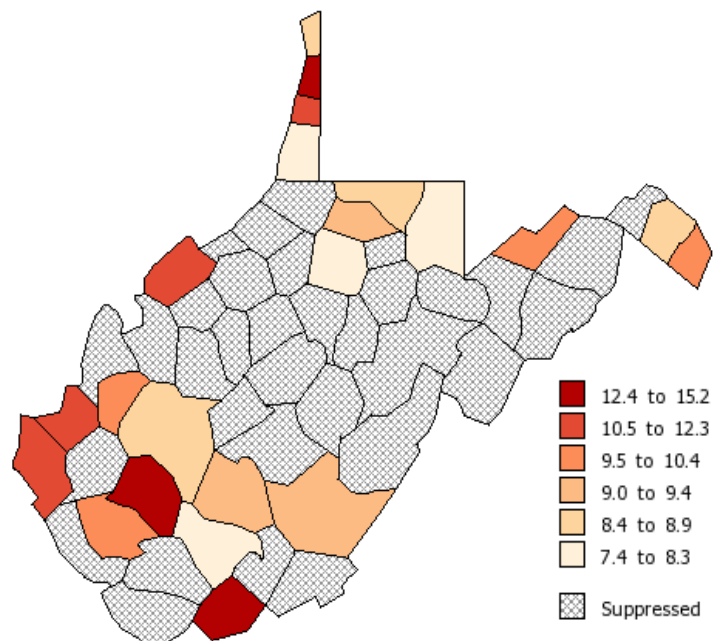 12.4 to 15.2
10.5 to 12.3
9.5 to 10.4
9.0 to 9.4
8.4 to 8.9
7.4 to 8.3
Suppressed